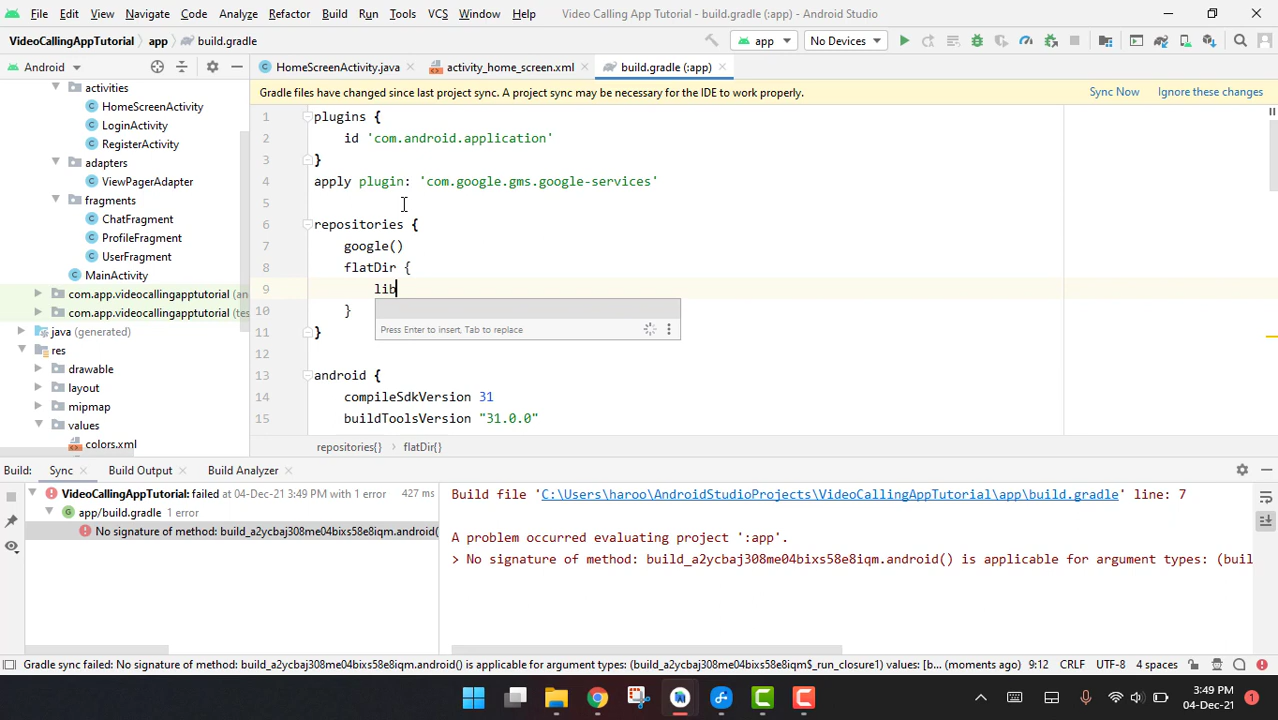 File Edit View Navigate Code Analyze Refactor Build Run Tools VCS Window Help Video Calling App Tutorial - build.gradle (:app) - Android Studio
VideoCallingAppTutorial app build.gradle app No Devices
Android HomeScreenActivity.java activity_home_screen.xml build.gradle (:app)
activities
HomeScreenActivity
LoginActivity
RegisterActivity
adapters
ViewPagerAdapter
fragments
ChatFragment
ProfileFragment
UserFragment
MainActivity
com.app.videocallingapptutorial (an
com.app.videocallingapptutorial (tes
java (generated)
res
drawable
layout
mipmap
values
colors.xml
Gradle files have changed since last project sync. A project sync may be necessary for the IDE to work properly. Sync Now Ignore these changes
1 plugins {
2 id 'com.android.application'
3 }
4 apply plugin: 'com.google.gms.google-services'
5
6 repositories {
7 google()
8 flatDir {
9 lib
10 }
Press Enter to insert, Tab to replace
11 }
12
13 android {
14 compileSdkVersion 31
15 buildToolsVersion "31.0.0"
repositories{} flatDir{}
Build: Sync Build Output Build Analyzer
VideoCallingAppTutorial: failed at 04-Dec-21 3:49 PM with 1 error 427 ms
app/build.gradle 1 error
No signature of method: build_a2ycbaj308me04bixs58e8iqm.android(
Build file 'C:\Users\haroo\AndroidStudioProjects\VideoCallingAppTutorial\app\build.gradle' line: 7
A problem occurred evaluating project ':app'.
> No signature of method: build_a2ycbaj308me04bixs58e8iqm.android() is applicable for argument types: (buil
Gradle sync failed: No signature of method: build_a2ycbaj308me04bixs58e8iqm.android() is applicable for argument types: (build_a2ycbaj308me04bixs58e8iqm$_run_closure1) values: [b... (moments ago) 9:12 CRLF UTF-8 4 spaces
3:49 PM
04-Dec-21
1